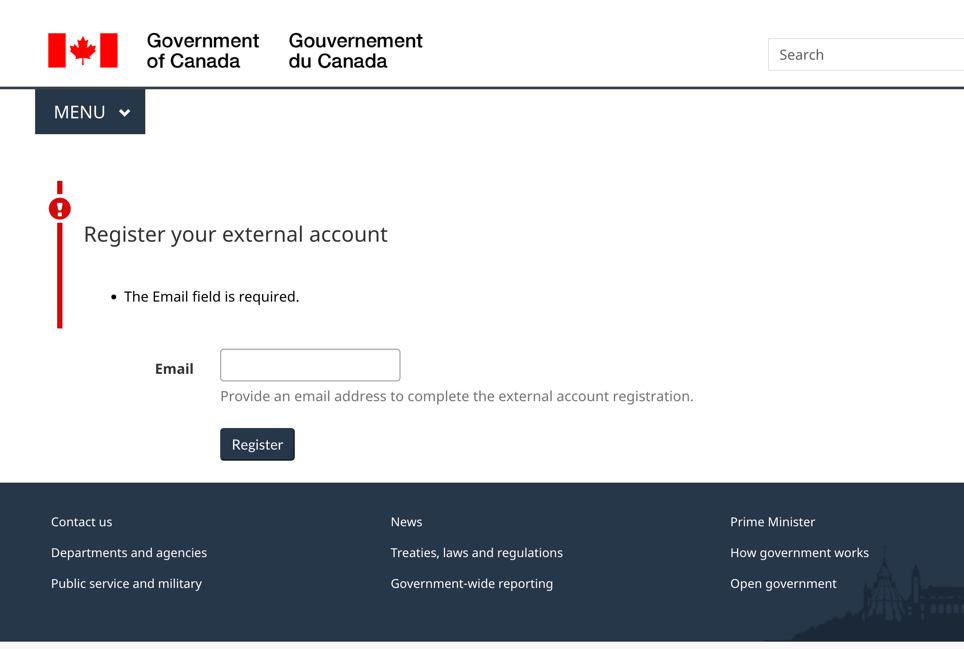 Government of Canada
Gouvernement du Canada
Search
MENU
Register your external account
The Email field is required.
Email
Provide an email address to complete the external account registration.
Register
Contact us
News
Prime Minister
Departments and agencies
Treaties, laws and regulations
How government works
Public service and military
Government-wide reporting
Open government